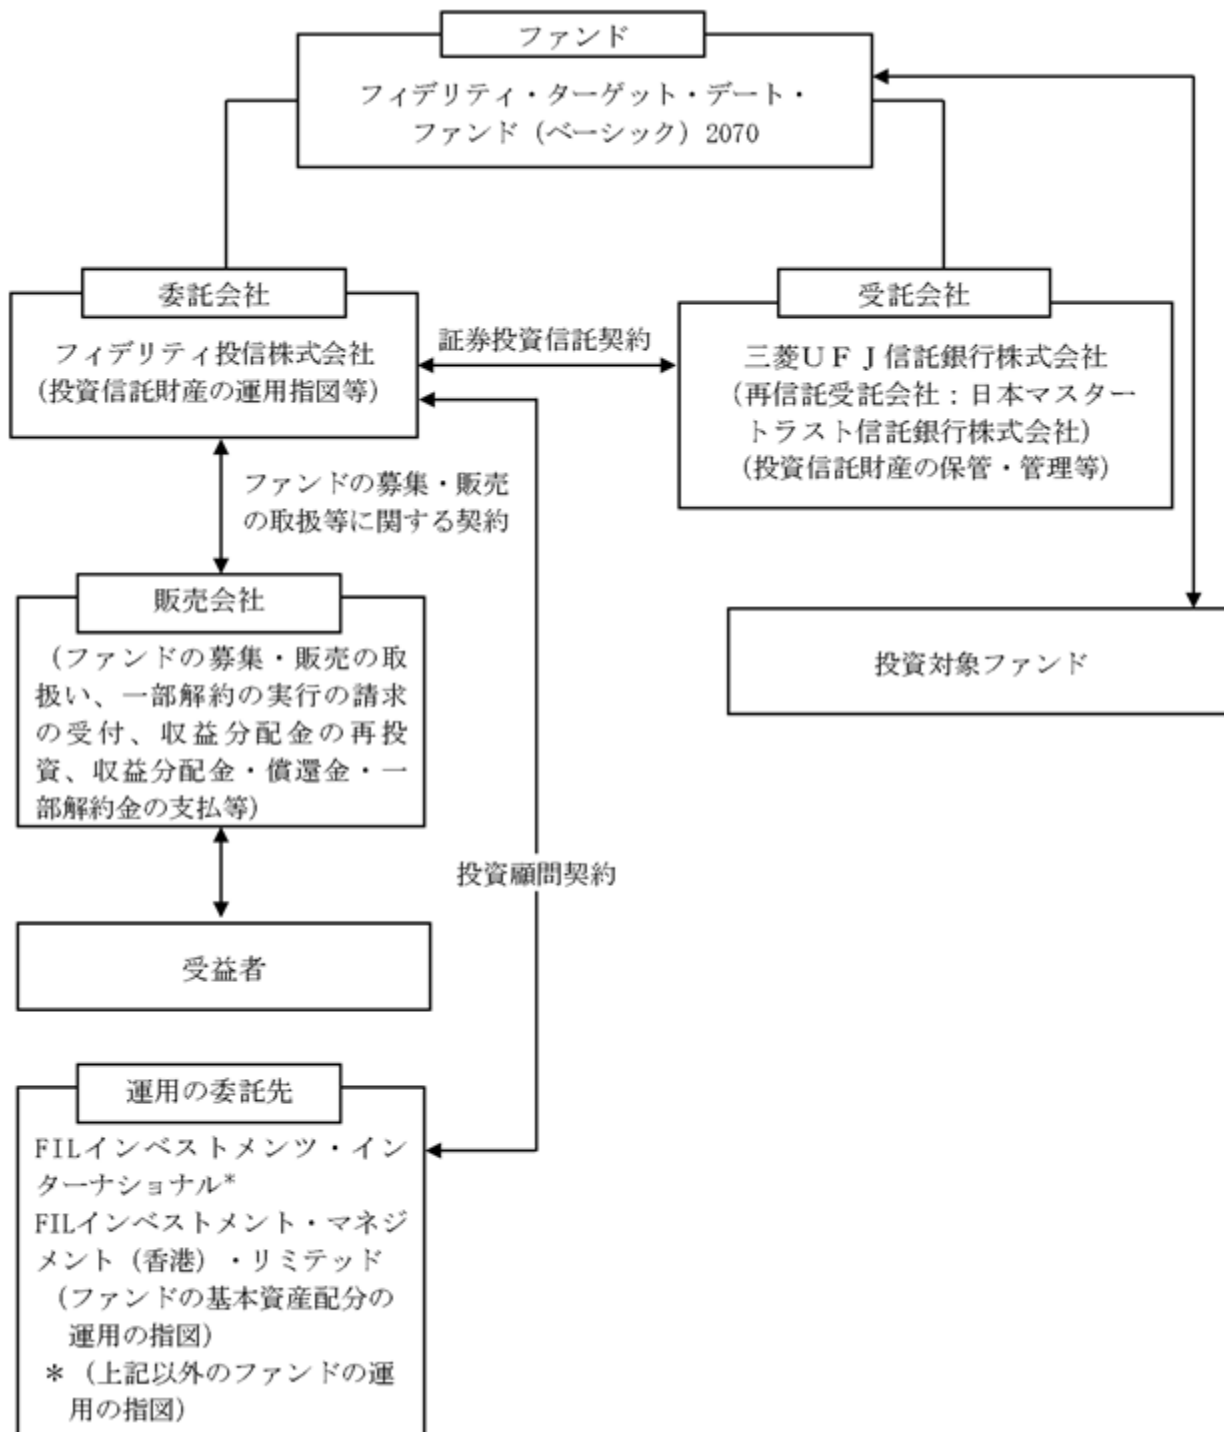 ファンド
フィデリティ・ターゲット・デート・
ファンド（ベーシック）2070
委託会社
フィデリティ投信株式会社
（投資信託財産の運用指図等）
証券投資信託契約
受託会社
三菱ＵＦＪ信託銀行株式会社
（再信託受託会社：日本マスター
トラスト信託銀行株式会社）
（投資信託財産の保管・管理等）
ファンドの募集・販売
の取扱等に関する契約
販売会社
（ファンドの募集・販売の取
扱い、一部解約の実行の請求
の受付、収益分配金の再投
資、収益分配金・償還金・一
部解約金の支払等）
投資対象ファンド
投資顧問契約
受益者
運用の委託先
FILインベストメンツ・イン
ターナショナル*
FILインベストメント・マネジ
メント（香港）・リミテッド
（ファンドの基本資産配分の
運用の指図）
＊（上記以外のファンドの運
用の指図）